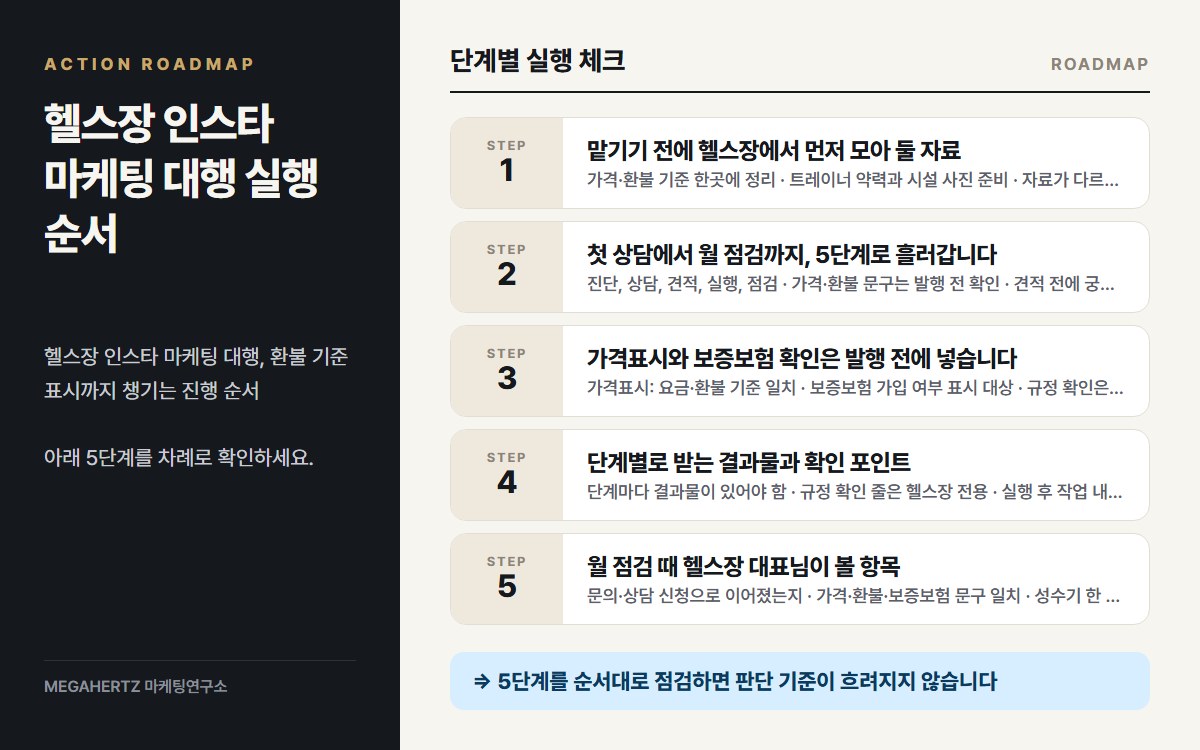 ACTION ROADMAP
헬스장 인스타
마케팅 대행 실행
순서
헬스장 인스타 마케팅 대행, 환불 기준
표시까지 챙기는 진행 순서
아래 5단계를 차례로 확인하세요.
MEGAHERTZ 마케팅연구소
단계별 실행 체크
ROADMAP
STEP
1
맡기기 전에 헬스장에서 먼저 모아 둘 자료
가격·환불 기준 한곳에 정리 · 트레이너 약력과 시설 사진 준비 · 자료가 다르...
STEP
2
첫 상담에서 월 점검까지, 5단계로 흘러갑니다
진단, 상담, 견적, 실행, 점검 · 가격·환불 문구는 발행 전 확인 · 견적 전에 궁...
STEP
3
가격표시와 보증보험 확인은 발행 전에 넣습니다
가격표시: 요금·환불 기준 일치 · 보증보험 가입 여부 표시 대상 · 규정 확인은...
STEP
4
단계별로 받는 결과물과 확인 포인트
단계마다 결과물이 있어야 함 · 규정 확인 줄은 헬스장 전용 · 실행 후 작업 내...
STEP
5
월 점검 때 헬스장 대표님이 볼 항목
문의·상담 신청으로 이어졌는지 · 가격·환불·보증보험 문구 일치 · 성수기 한 ...
⇒ 5단계를 순서대로 점검하면 판단 기준이 흐려지지 않습니다